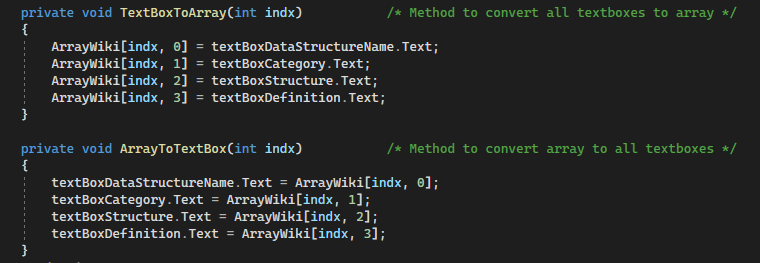 private void TextBoxToArray(int indx) /* Method to convert all textboxes to array */
{
ArrayWiki[indx, 0] = textBoxDataStructureName.Text;
ArrayWiki[indx, 1] = textBoxCategory.Text;
ArrayWiki[indx, 2] = textBoxStructure.Text;
ArrayWiki[indx, 3] = textBoxDefinition.Text;
}
private void ArrayToTextBox(int indx) /* Method to convert array to all textboxes */
{
textBoxDataStructureName.Text = ArrayWiki[indx, 0];
textBoxCategory.Text = ArrayWiki[indx, 1];
textBoxStructure.Text = ArrayWiki[indx, 2];
textBoxDefinition.Text = ArrayWiki[indx, 3];
}